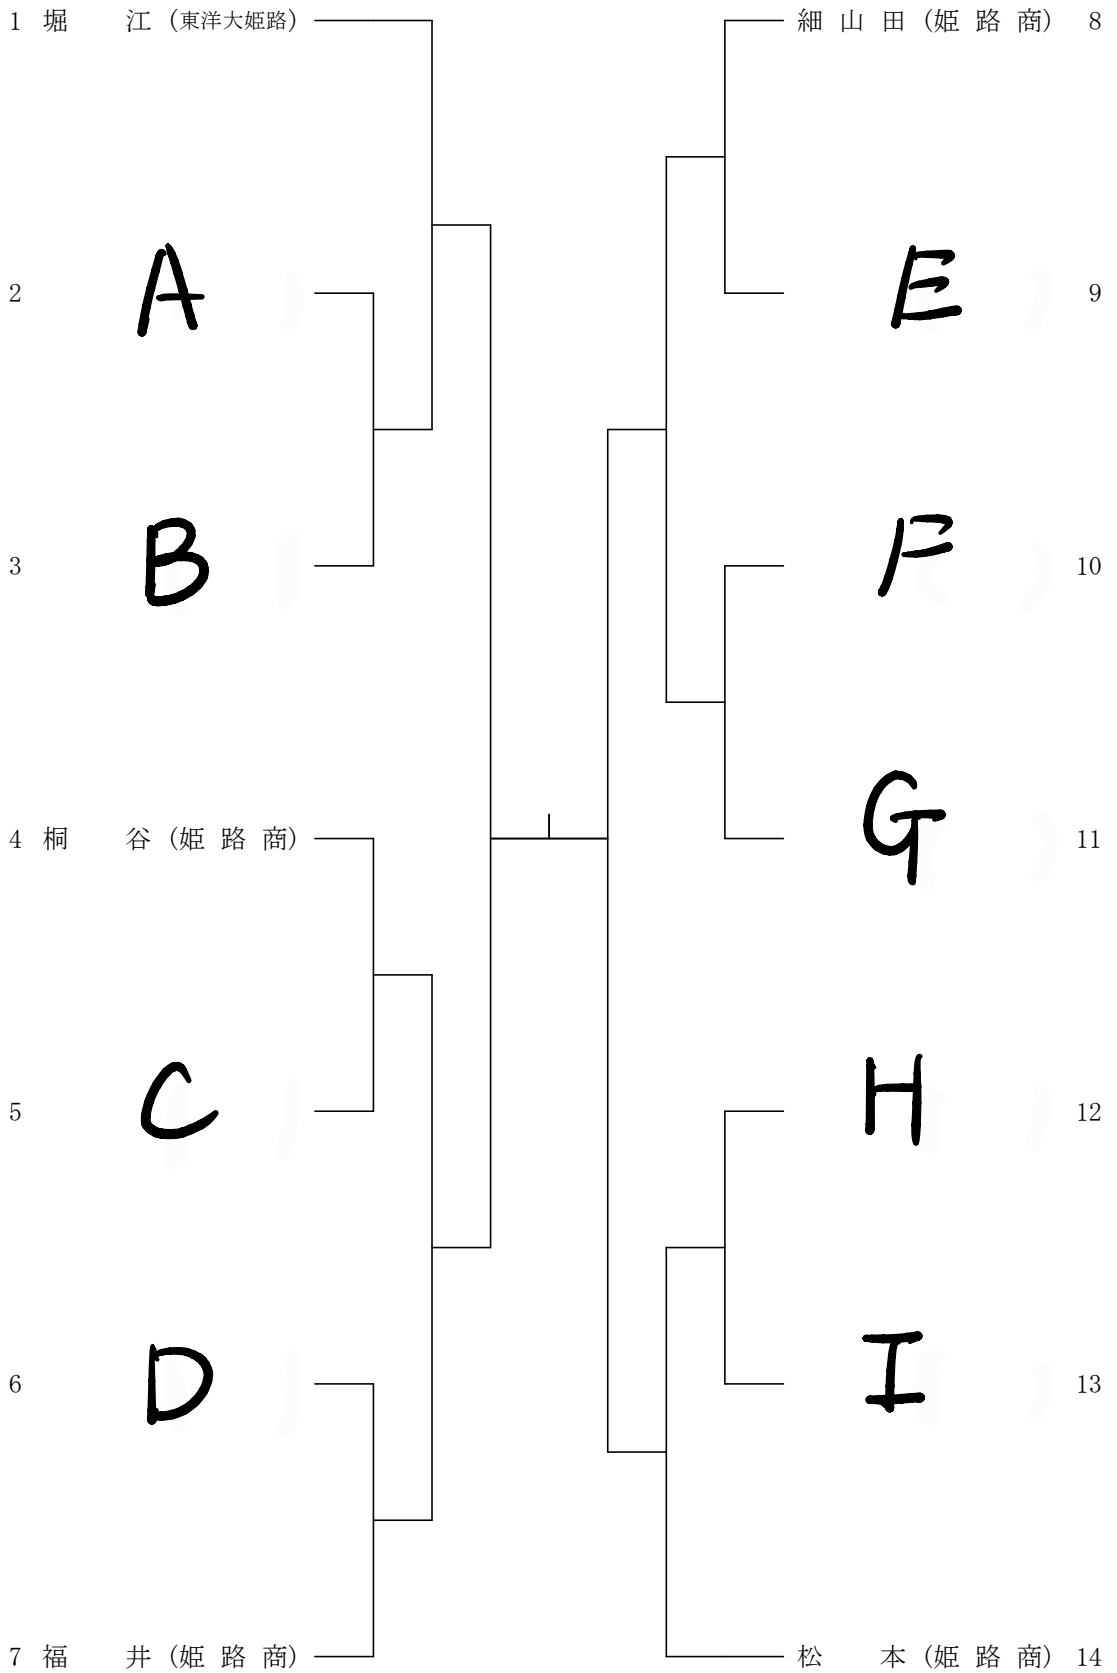 1 堀 江 (東洋大姫路)
2 A
3 B
4 桐 谷 (姫 路 商)
5 C
6 D
7 福 井 (姫 路 商)
細 山 田 (姫 路 商) 8
E 9
F 10
G 11
H 12
I 13
松 本 (姫 路 商) 14